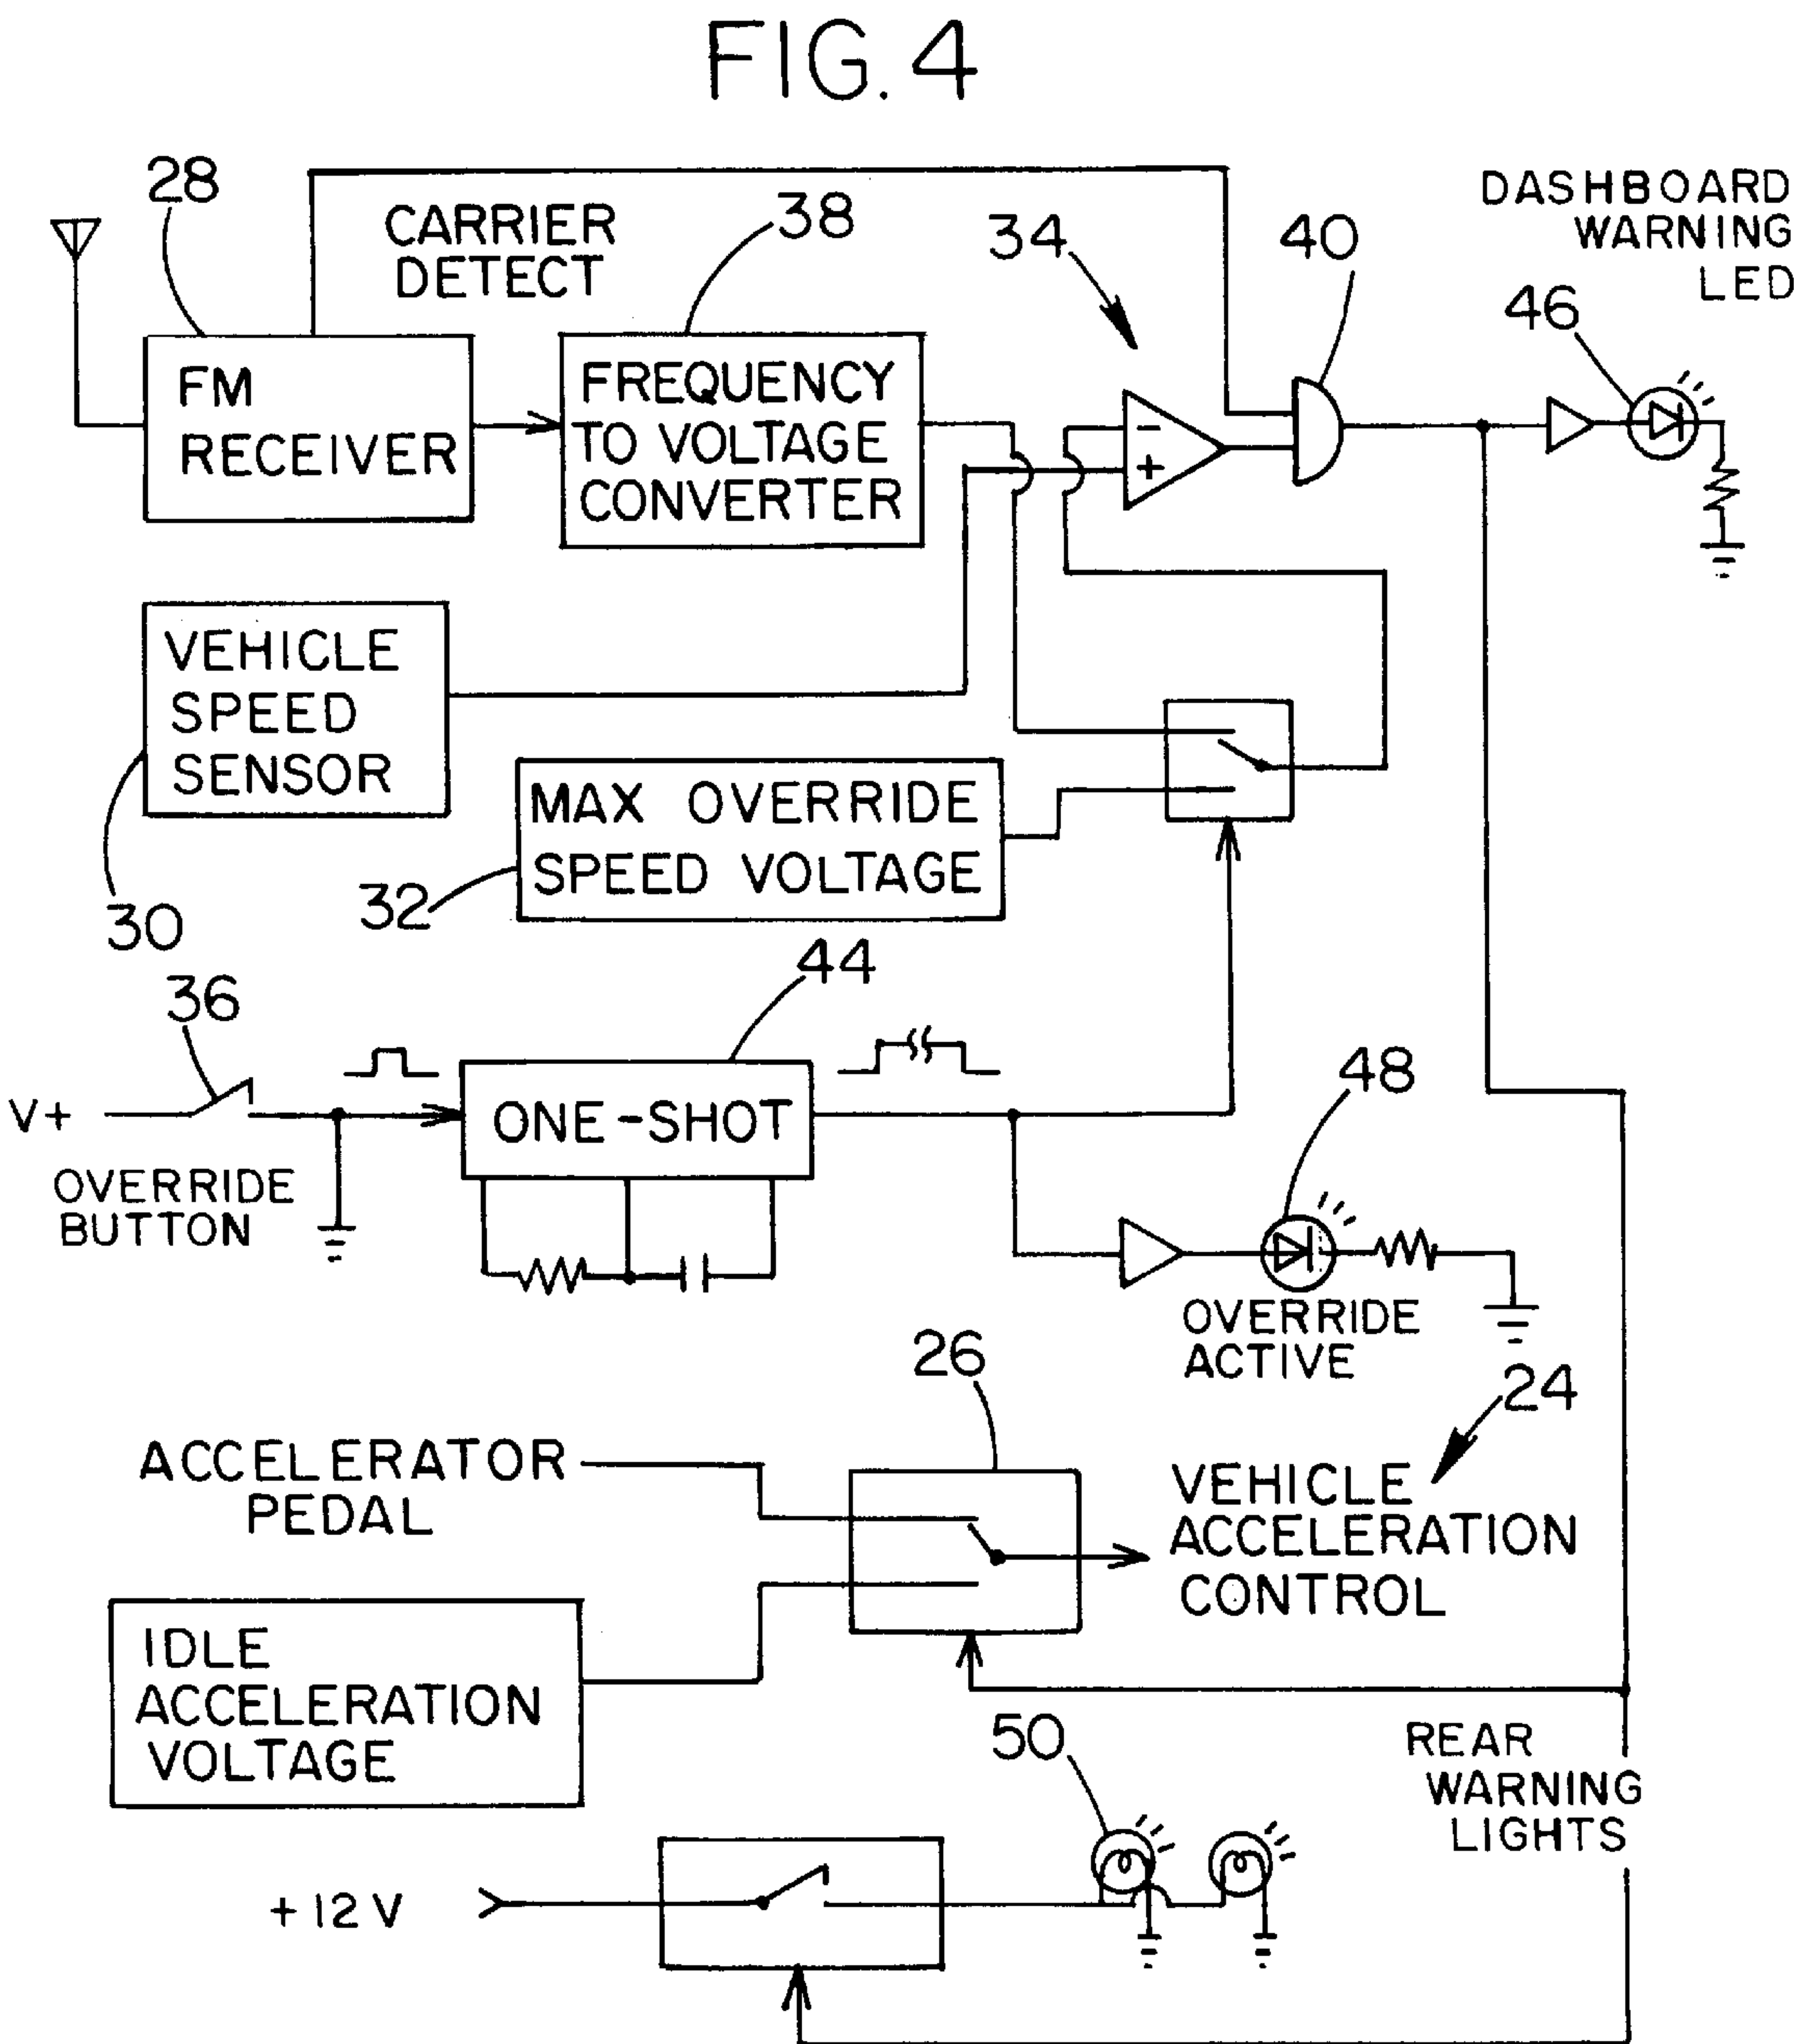 FIG. 4
28
CARRIER
DETECT
38
34
40
DASHBOARD
WARNING
LED
46
FM
RECEIVER
FREQUENCY
TO VOLTAGE
CONVERTER
−
+
VEHICLE
SPEED
SENSOR
30
MAX OVERRIDE
SPEED VOLTAGE
32
36
44
V+
ONE-SHOT
OVERRIDE
BUTTON
48
OVERRIDE
ACTIVE
26
24
ACCELERATOR
PEDAL
VEHICLE
ACCELERATION
CONTROL
IDLE
ACCELERATION
VOLTAGE
50
REAR
WARNING
LIGHTS
+12V